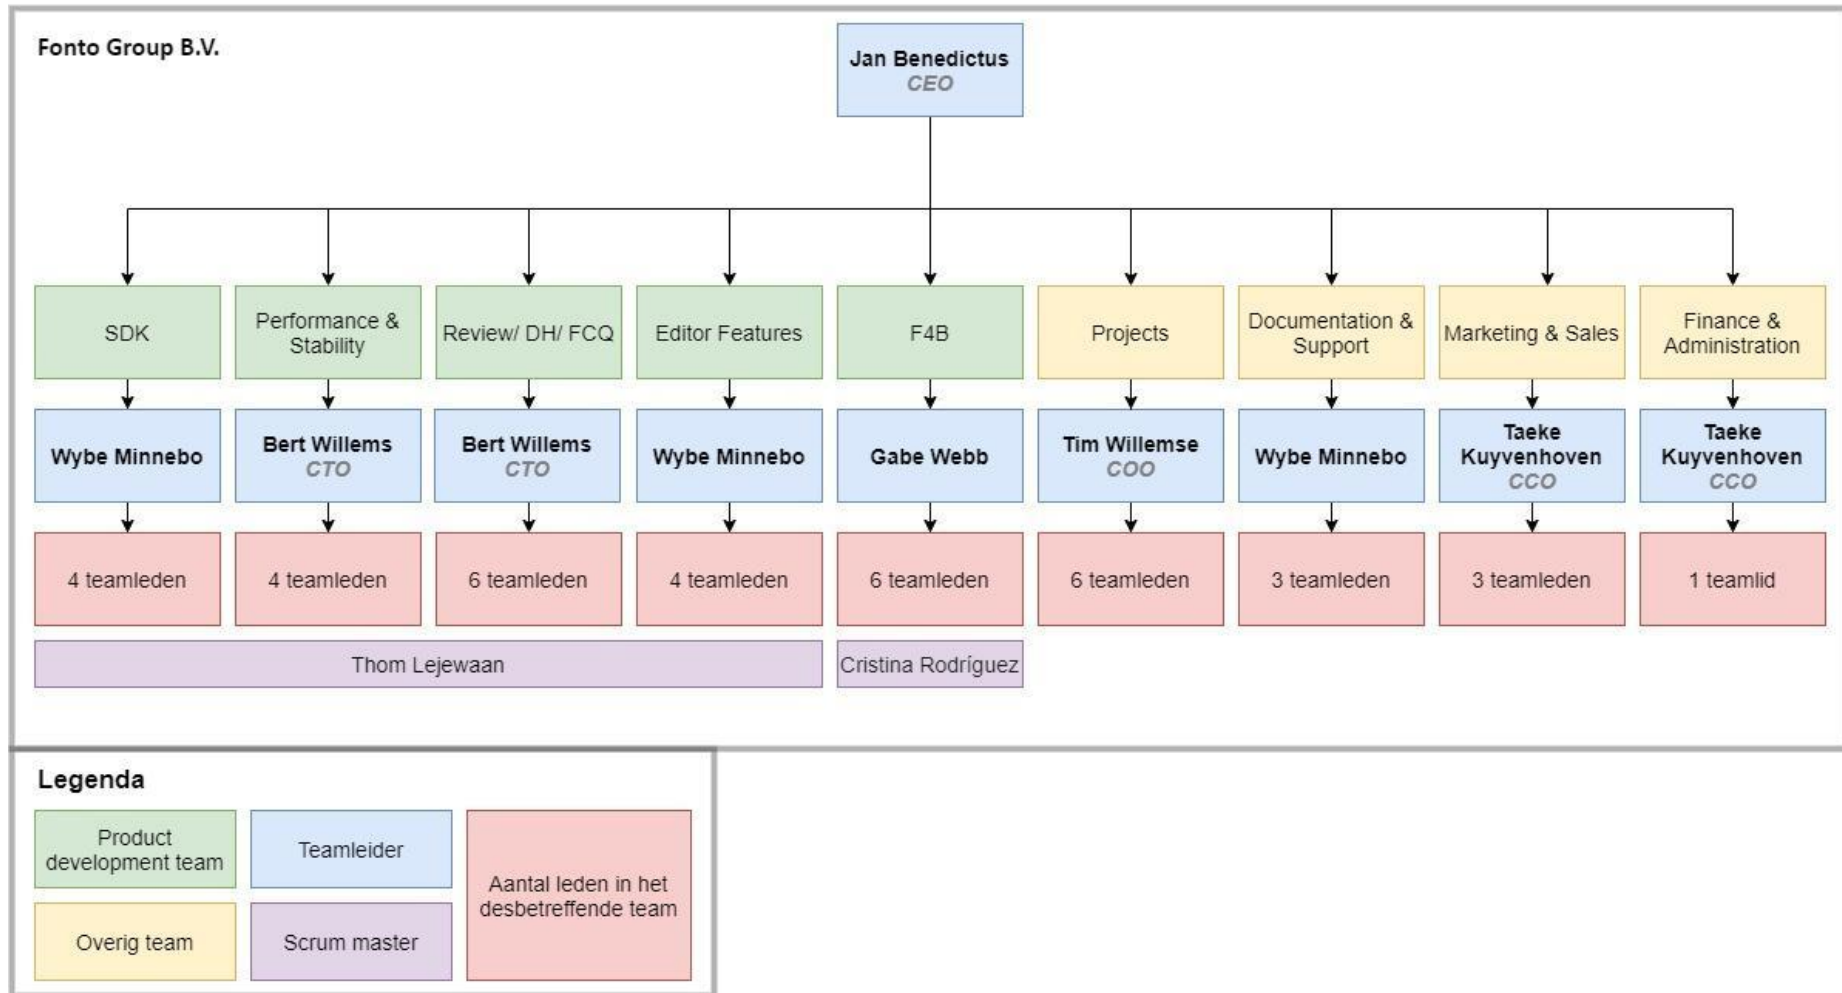 Fonto Group B.V.
Jan Benedictus
CEO
SDK
Performance &
Stability
Review/ DH/ FCQ
Editor Features
F4B
Projects
Documentation &
Support
Marketing & Sales
Finance &
Administration
Wybe Minnebo
Bert Willems
CTO
Bert Willems
CTO
Wybe Minnebo
Gabe Webb
Tim Willemse
COO
Wybe Minnebo
Taeke
Kuyvenhoven
CCO
Taeke
Kuyvenhoven
CCO
4 teamleden
4 teamleden
6 teamleden
4 teamleden
6 teamleden
6 teamleden
3 teamleden
3 teamleden
1 teamlid
Thom Lejewaan
Cristina Rodríguez
Legenda
Product
development team
Teamleider
Aantal leden in het
desbetreffende team
Overig team
Scrum master